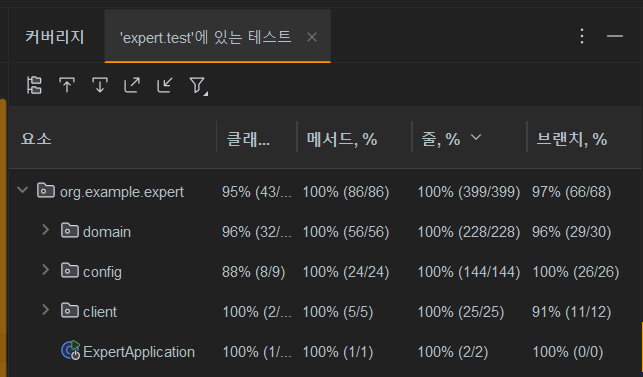 커버리지 'expert.test'에 있는 테스트
요소 클래... 메서드, % 줄, % 브랜치, %
org.example.expert 95% (43/... 100% (86/86) 100% (399/399) 97% (66/68)
domain 96% (32/... 100% (56/56) 100% (228/228) 96% (29/30)
config 88% (8/9) 100% (24/24) 100% (144/144) 100% (26/26)
client 100% (2/... 100% (5/5) 100% (25/25) 91% (11/12)
ExpertApplication 100% (1/... 100% (1/1) 100% (2/2) 100% (0/0)